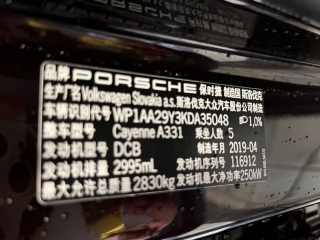 品牌 PORSCHE 保时捷 制造国 斯洛伐克
生产厂名 Volkswagen Slovakia a.s.斯洛伐克大众汽车股份公司制造
车辆识别代号 WP1AA29Y3KDA35048 1,0%
整车型号 Cayenne A331 乘坐人数 5
发动机型号 DCB 制造年月 2019-04
发动机排量 2995mL 发动机序列号 116912
最大允许总质量 2830kg 发动机最大净功率 250kW